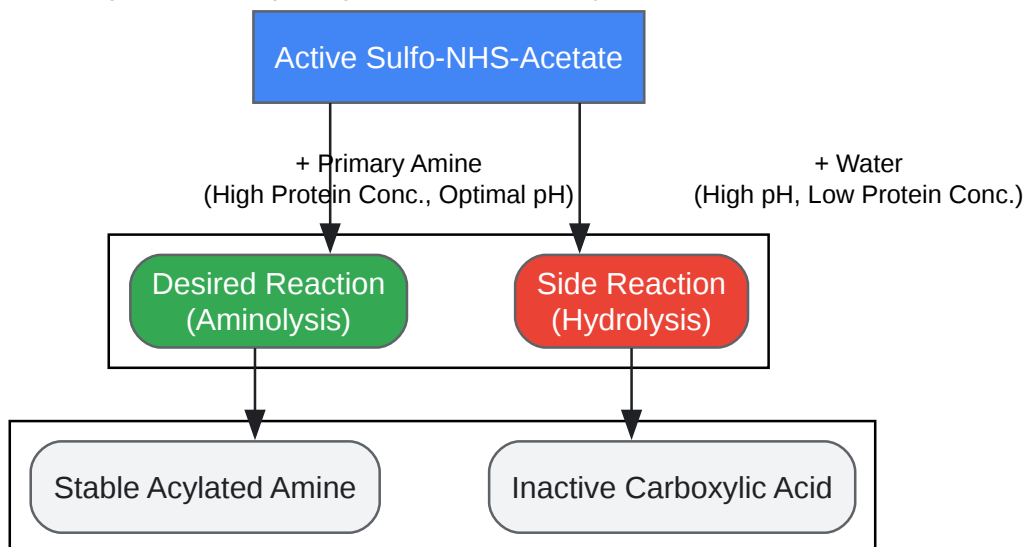 Active Sulfo-NHS-Acetate
+ Primary Amine
(High Protein Conc., Optimal pH)
+ Water
(High pH, Low Protein Conc.)
Desired Reaction
(Aminolysis)
Side Reaction
(Hydrolysis)
Stable Acylated Amine
Inactive Carboxylic Acid